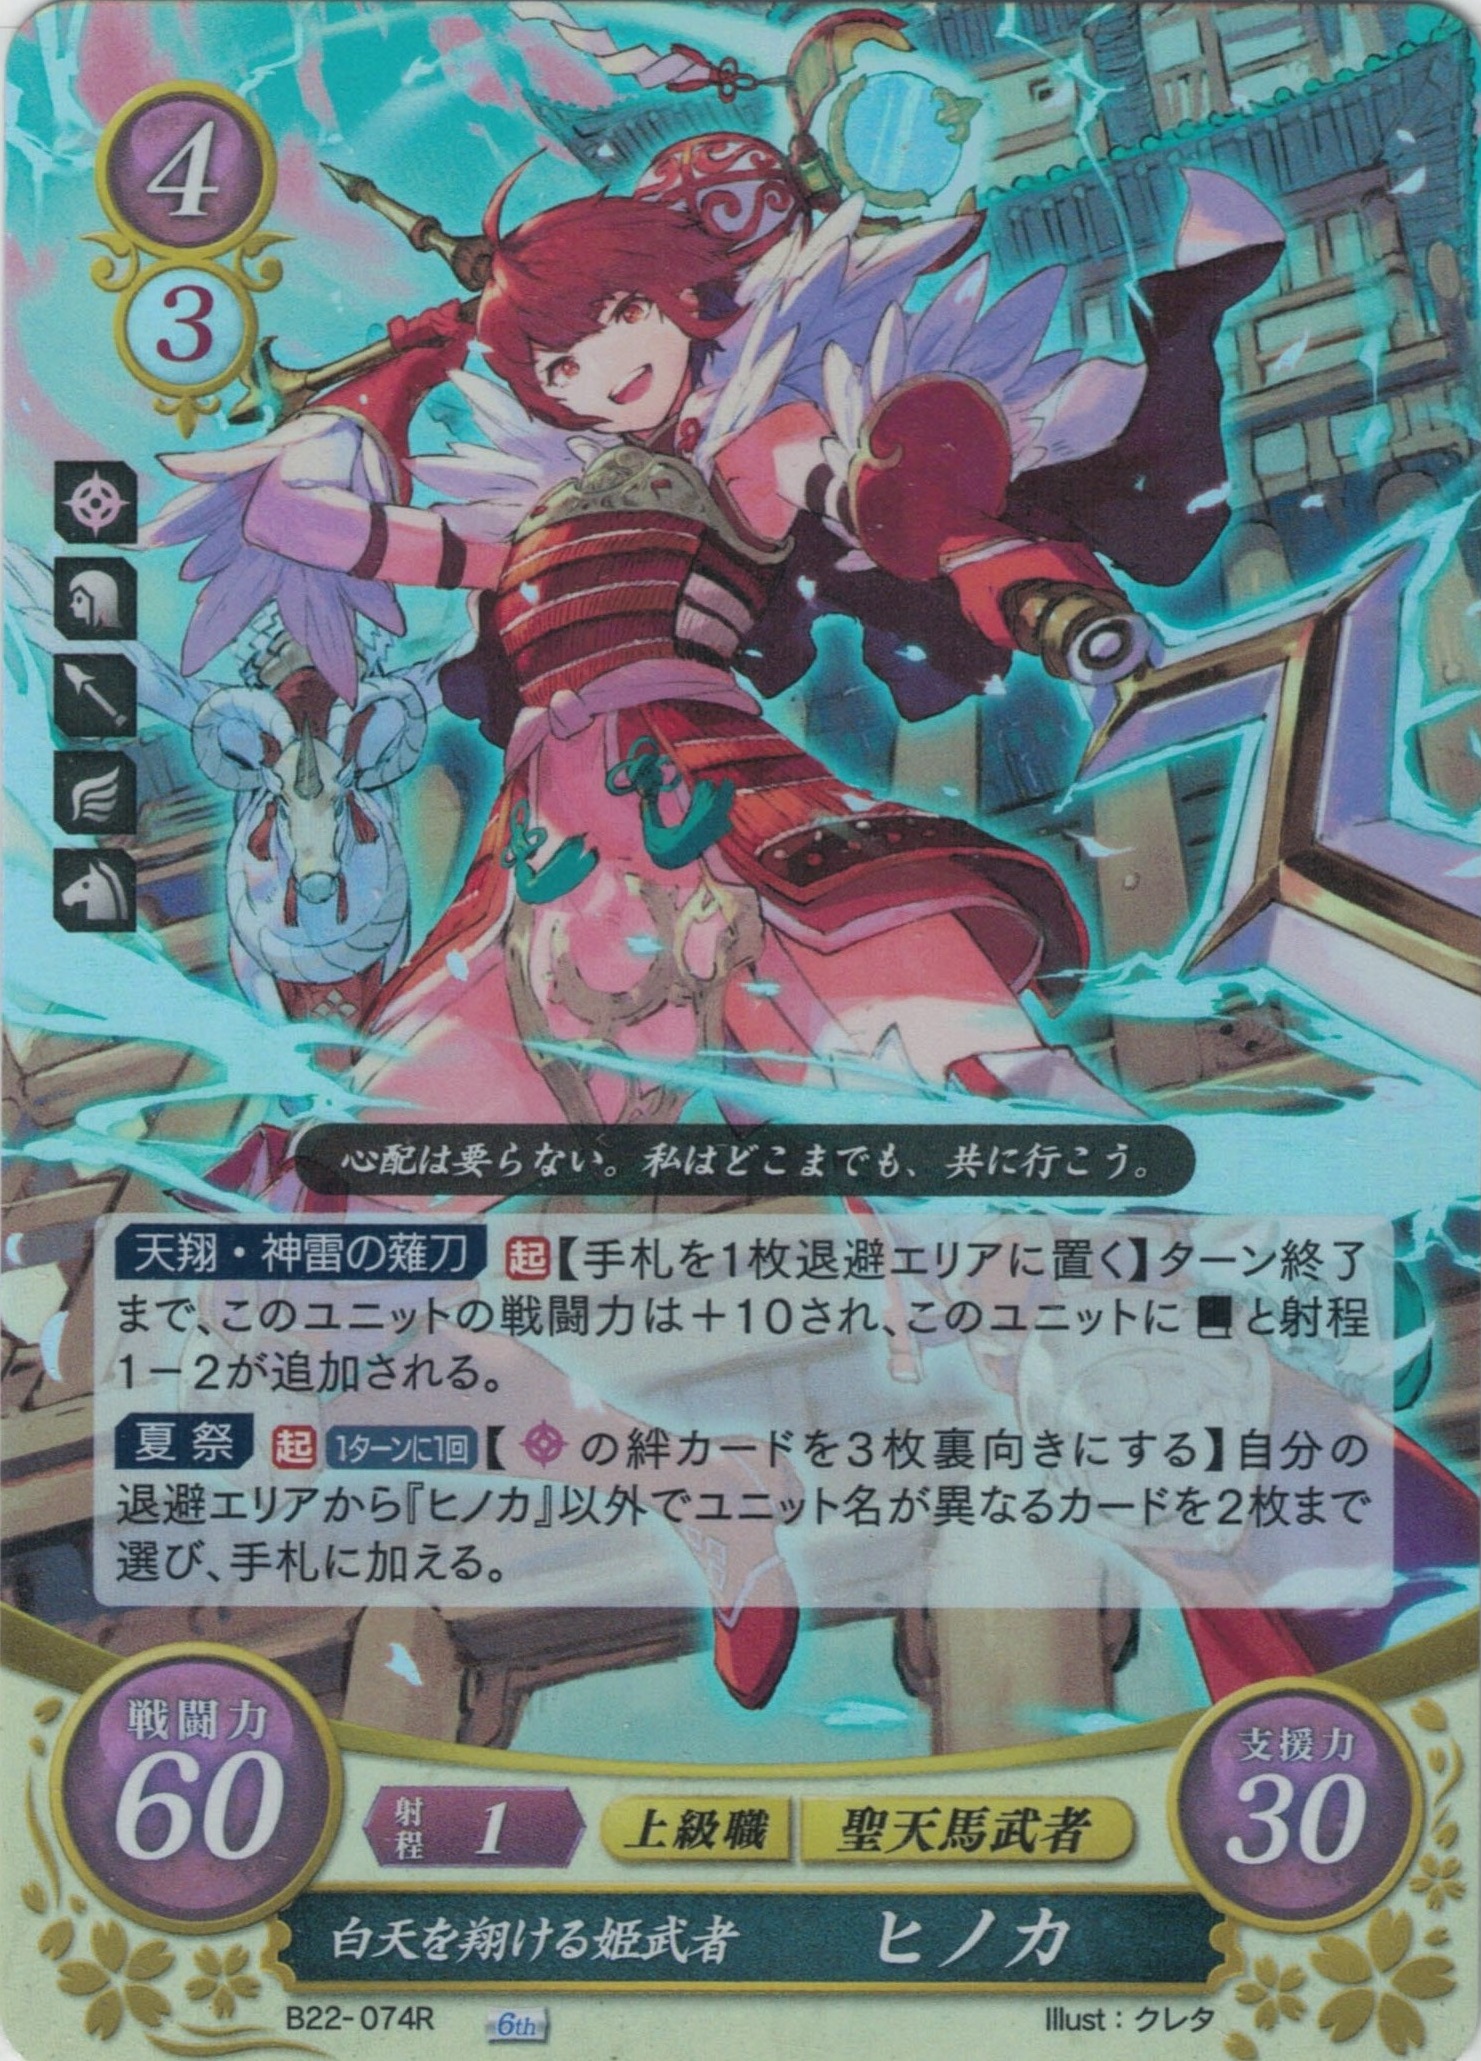 4
3
心配は要らない。私はどこまでも、共に行こう。
天翔・神雷の薙刀 起【手札を1枚退避エリアに置く】ターン終了
まで、このユニットの戦闘力は＋10され、このユニットに と射程
1－2が追加される。
夏祭 起 1ターンに1回【 の絆カードを3枚裏向きにする】自分の
退避エリアから『ヒノカ』以外でユニット名が異なるカードを2枚まで
選び、手札に加える。
戦闘力
60
射程 1
上級職 聖天馬武者
支援力
30
白天を翔ける姫武者 ヒノカ
B22-074R 6th Illust：クレタ